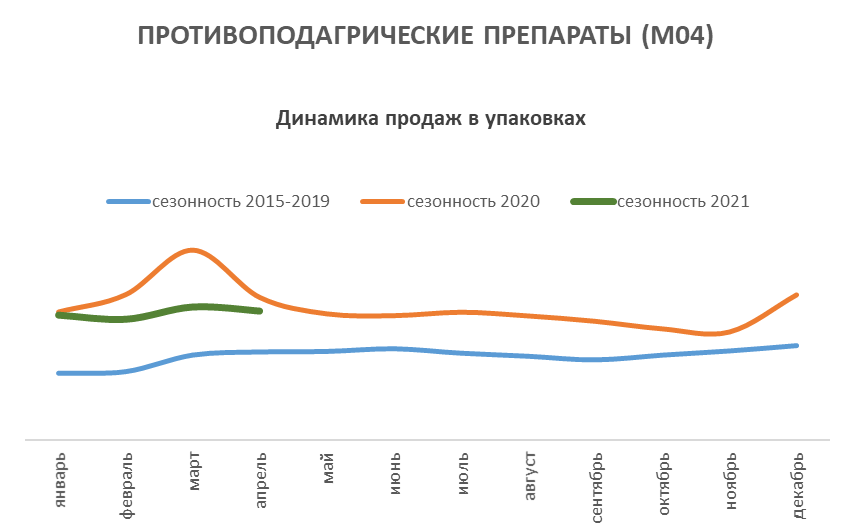 ПРОТИВОПОДАГРИЧЕСКИЕ ПРЕПАРАТЫ (М04)
Динамика продаж в упаковках
сезонность 2015-2019 сезонность 2020 сезонность 2021
январь
февраль
март
апрель
май
июнь
июль
август
сентябрь
октябрь
ноябрь
декабрь